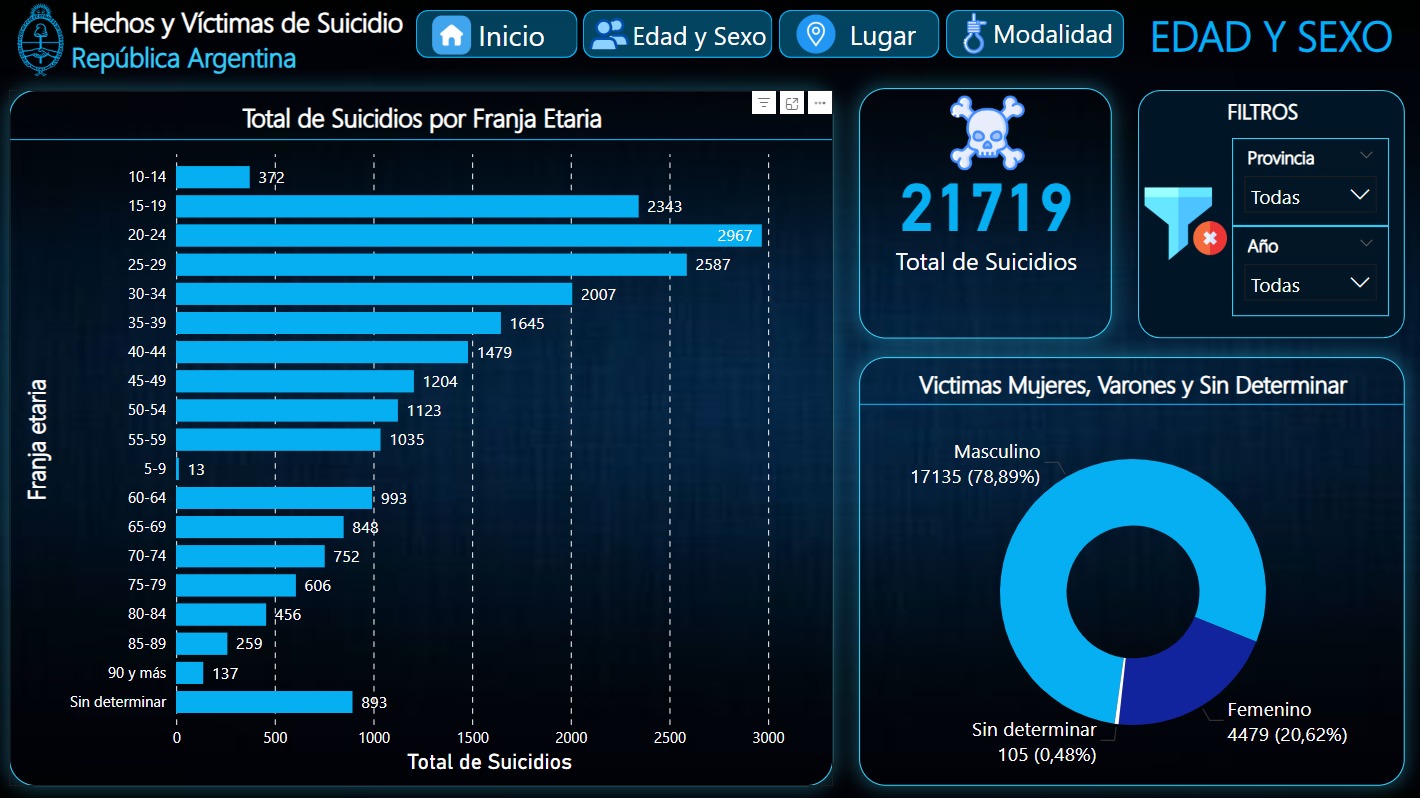 Hechos y Víctimas de Suicidio
República Argentina
Inicio
Edad y Sexo
Lugar
Modalidad
EDAD Y SEXO
Total de Suicidios por Franja Etaria
Franja etaria
10-14 372
15-19 2343
20-24 2967
25-29 2587
30-34 2007
35-39 1645
40-44 1479
45-49 1204
50-54 1123
55-59 1035
5-9 13
60-64 993
65-69 848
70-74 752
75-79 606
80-84 456
85-89 259
90 y más 137
Sin determinar 893
0 500 1000 1500 2000 2500 3000
Total de Suicidios
21719
Total de Suicidios
FILTROS
Provincia
Todas
Año
Todas
Victimas Mujeres, Varones y Sin Determinar
Masculino
17135 (78,89%)
Femenino
4479 (20,62%)
Sin determinar
105 (0,48%)